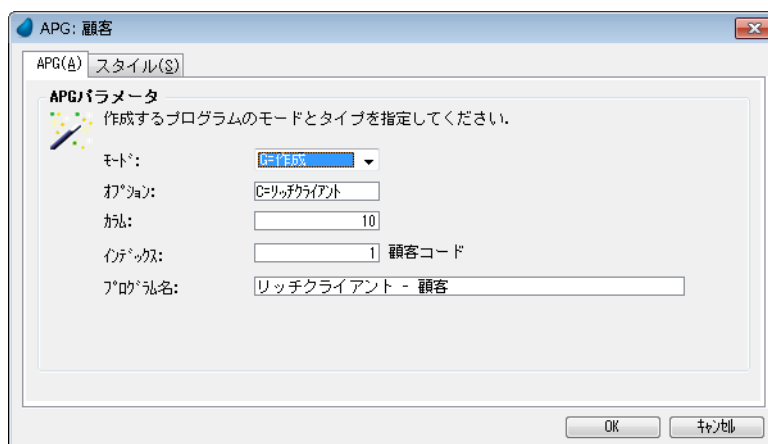 APG: 顧客
APG(A) スタイル(S)
APGパラメータ
作成するプログラムのモードとタイプを指定してください.
ﾓｰﾄﾞ: G=作成
ｵﾌﾟｼｮﾝ: C=ﾘｯﾁｸﾗｲｱﾝﾄ
ｶﾗﾑ: 10
ｲﾝﾃﾞｯｸｽ: 1 顧客コード
ﾌﾟﾛｸﾞﾗﾑ名: リッチクライアント - 顧客
OK ｷｬﾝｾﾙ